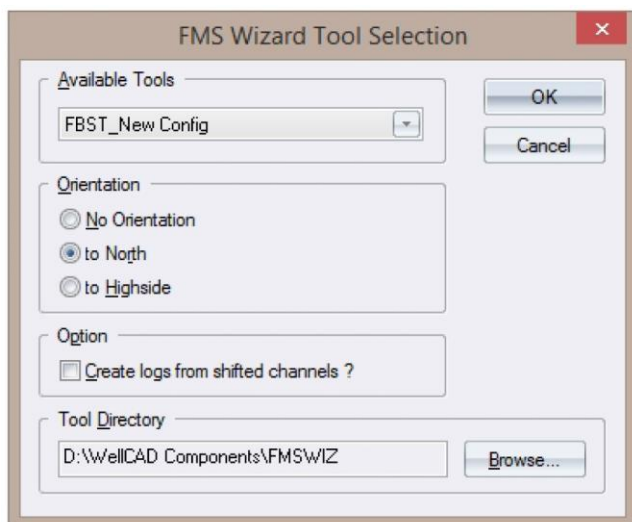 FMS Wizard Tool Selection
Available Tools
FBST_New Config
OK
Cancel
Orientation
No Orientation
to North
to Highside
Option
Create logs from shifted channels ?
Tool Directory
D:\WellCAD Components\FMSWIZ
Browse...